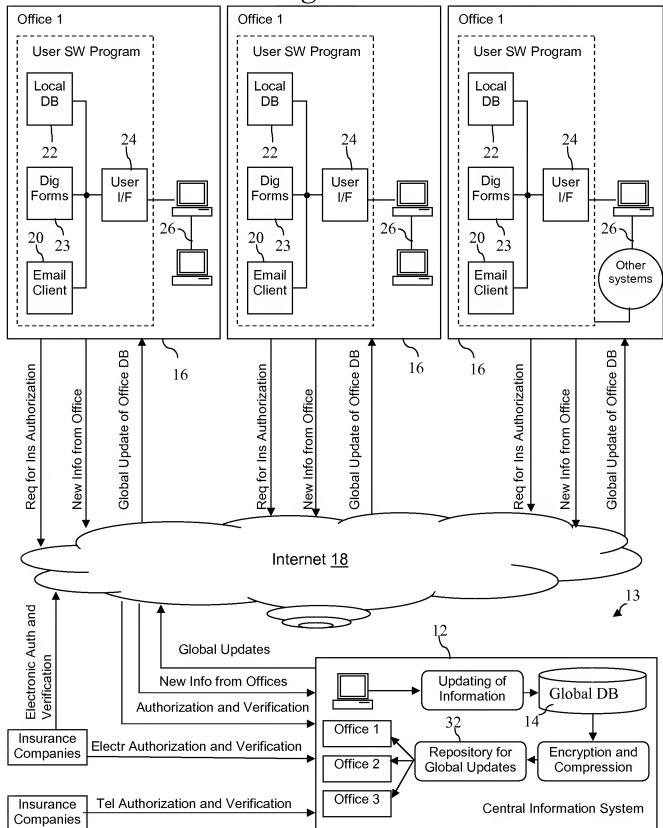 Office 1
User SW Program
Local
DB
22
24
Dig
Forms
User
I/F
23
20
26
Email
Client
16
Office 1
User SW Program
Local
DB
22
24
Dig
Forms
User
I/F
23
20
26
Email
Client
16
Office 1
User SW Program
Local
DB
22
24
Dig
Forms
User
I/F
23
20
26
Email
Client
Other
systems
16
Req for Ins Authorization
New Info from Office
Global Update of Office DB
Req for Ins Authorization
New Info from Office
Global Update of Office DB
Req for Ins Authorization
New Info from Office
Global Update of Office DB
Internet 18
13
Electronic Auth and
Verification
Global Updates
12
New Info from Offices
Authorization and Verification
Updating of
Information
Global DB
14
Insurance
Companies
Electr Authorization and Verification
Office 1
Office 2
Office 3
32
Repository for
Global Updates
Encryption and
Compression
Insurance
Companies
Tel Authorization and Verification
Central Information System